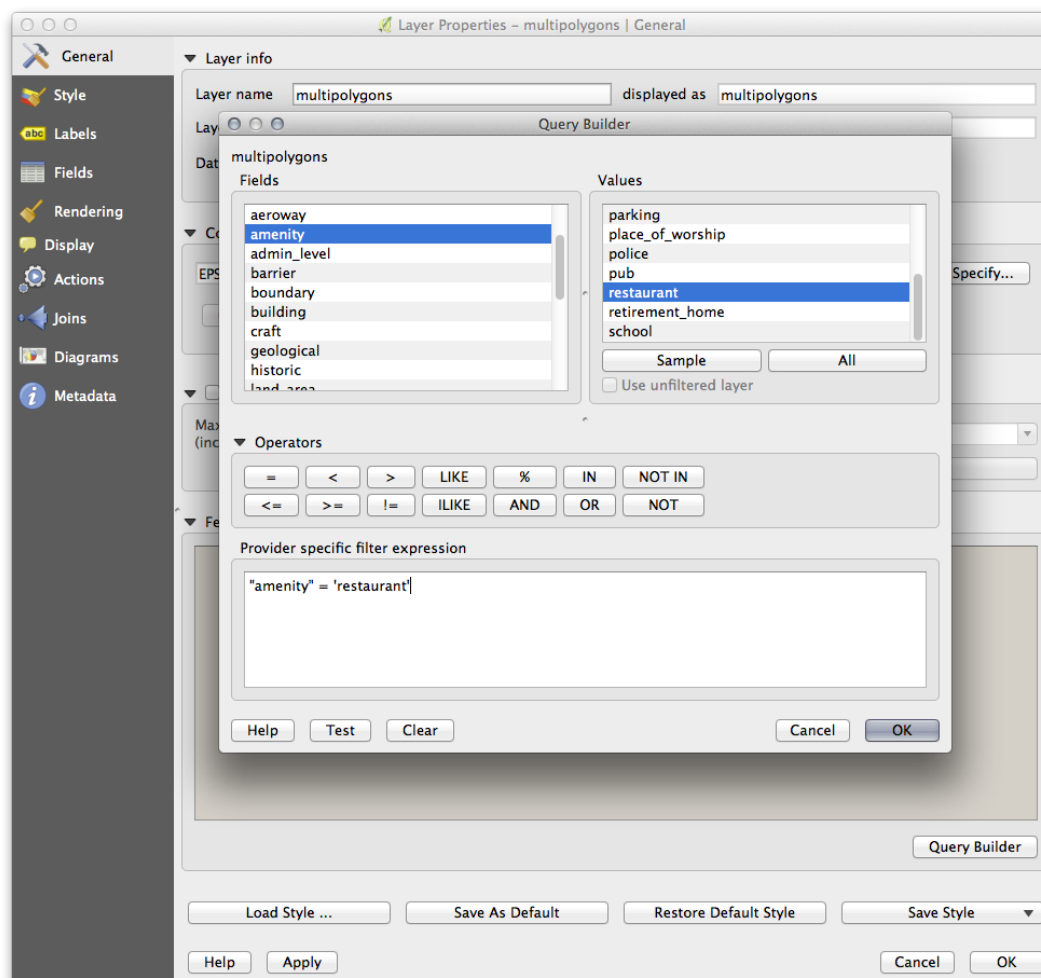 Layer Properties – multipolygons | General
General
Style
abc Labels
Fields
Rendering
Display
Actions
Joins
Diagrams
Metadata
Layer info
Layer name multipolygons displayed as multipolygons
Query Builder
multipolygons
Fields
aeroway
amenity
admin_level
barrier
boundary
building
craft
geological
historic
land_area
Values
parking
place_of_worship
police
pub
restaurant
retirement_home
school
Sample All
Use unfiltered layer
Specify...
Operators
= < > LIKE % IN NOT IN
<= >= != ILIKE AND OR NOT
Provider specific filter expression
"amenity" = 'restaurant'
Help Test Clear Cancel OK
Query Builder
Load Style ... Save As Default Restore Default Style Save Style
Help Apply Cancel OK